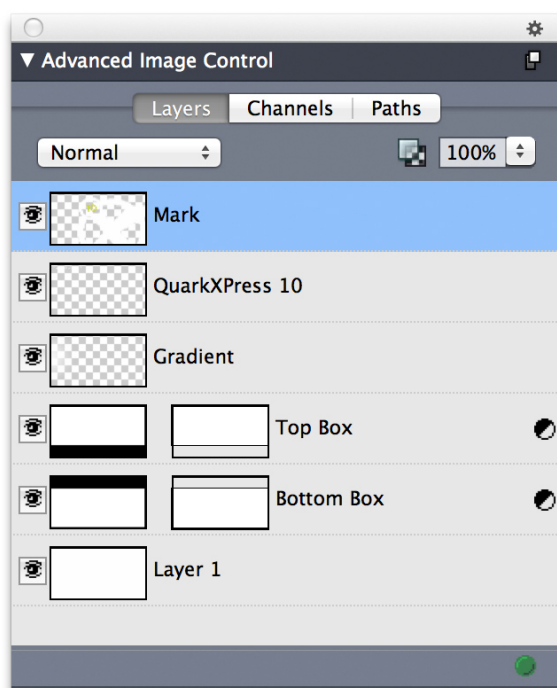 Advanced Image Control
Layers Channels Paths
Normal 100%
Mark
QuarkXPress 10
Gradient
Top Box
Bottom Box
Layer 1